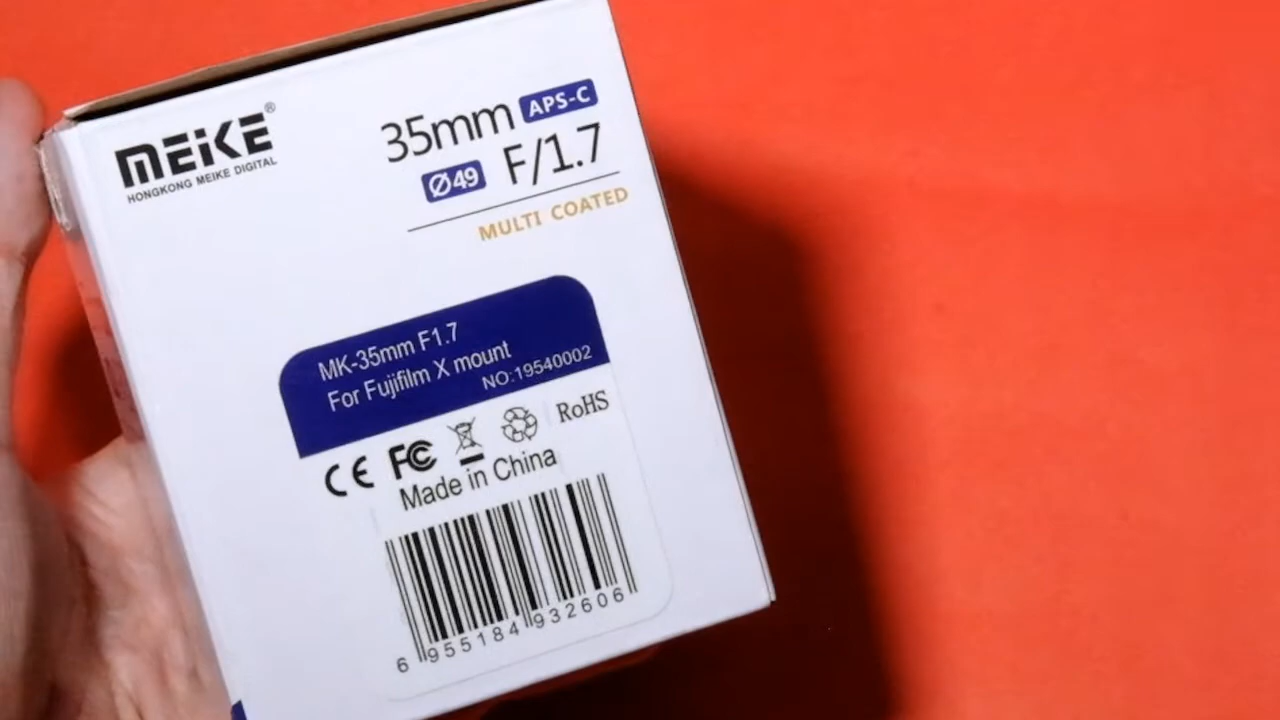 MEiKE®
HONGKONG MEIKE DIGITAL
35mm APS-C
Ø49 F/1.7
MULTI COATED
MK-35mm F1.7
For Fujifilm X mount
NO:19540002
CE FC RoHS
Made in China
6 955184 932606